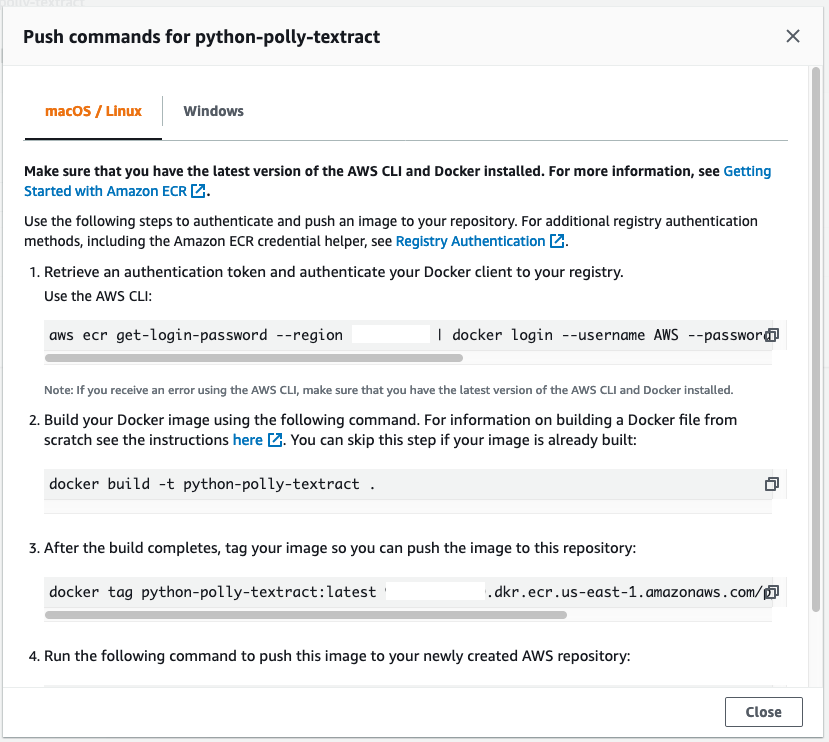 Push commands for python-polly-textract
macOS / Linux
Windows
Make sure that you have the latest version of the AWS CLI and Docker installed. For more information, see Getting
Started with Amazon ECR.
Use the following steps to authenticate and push an image to your repository. For additional registry authentication
methods, including the Amazon ECR credential helper, see Registry Authentication.
1. Retrieve an authentication token and authenticate your Docker client to your registry.
Use the AWS CLI:
aws ecr get-login-password --region | docker login --username AWS --password
Note: If you receive an error using the AWS CLI, make sure that you have the latest version of the AWS CLI and Docker installed.
2. Build your Docker image using the following command. For information on building a Docker file from
scratch see the instructions here. You can skip this step if your image is already built:
docker build -t python-polly-textract .
3. After the build completes, tag your image so you can push the image to this repository:
docker tag python-polly-textract:latest .dkr.ecr.us-east-1.amazonaws.com/p
4. Run the following command to push this image to your newly created AWS repository:
Close